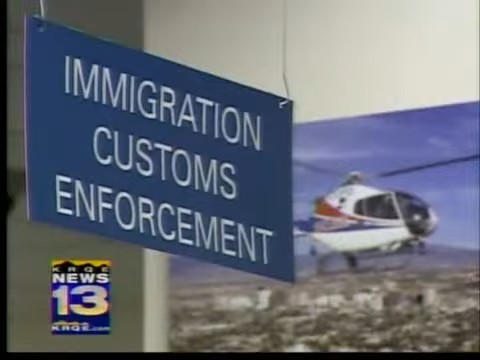 IMMIGRATION
CUSTOMS
ENFORCEMENT
KRQE
NEWS
13
KRQE.com